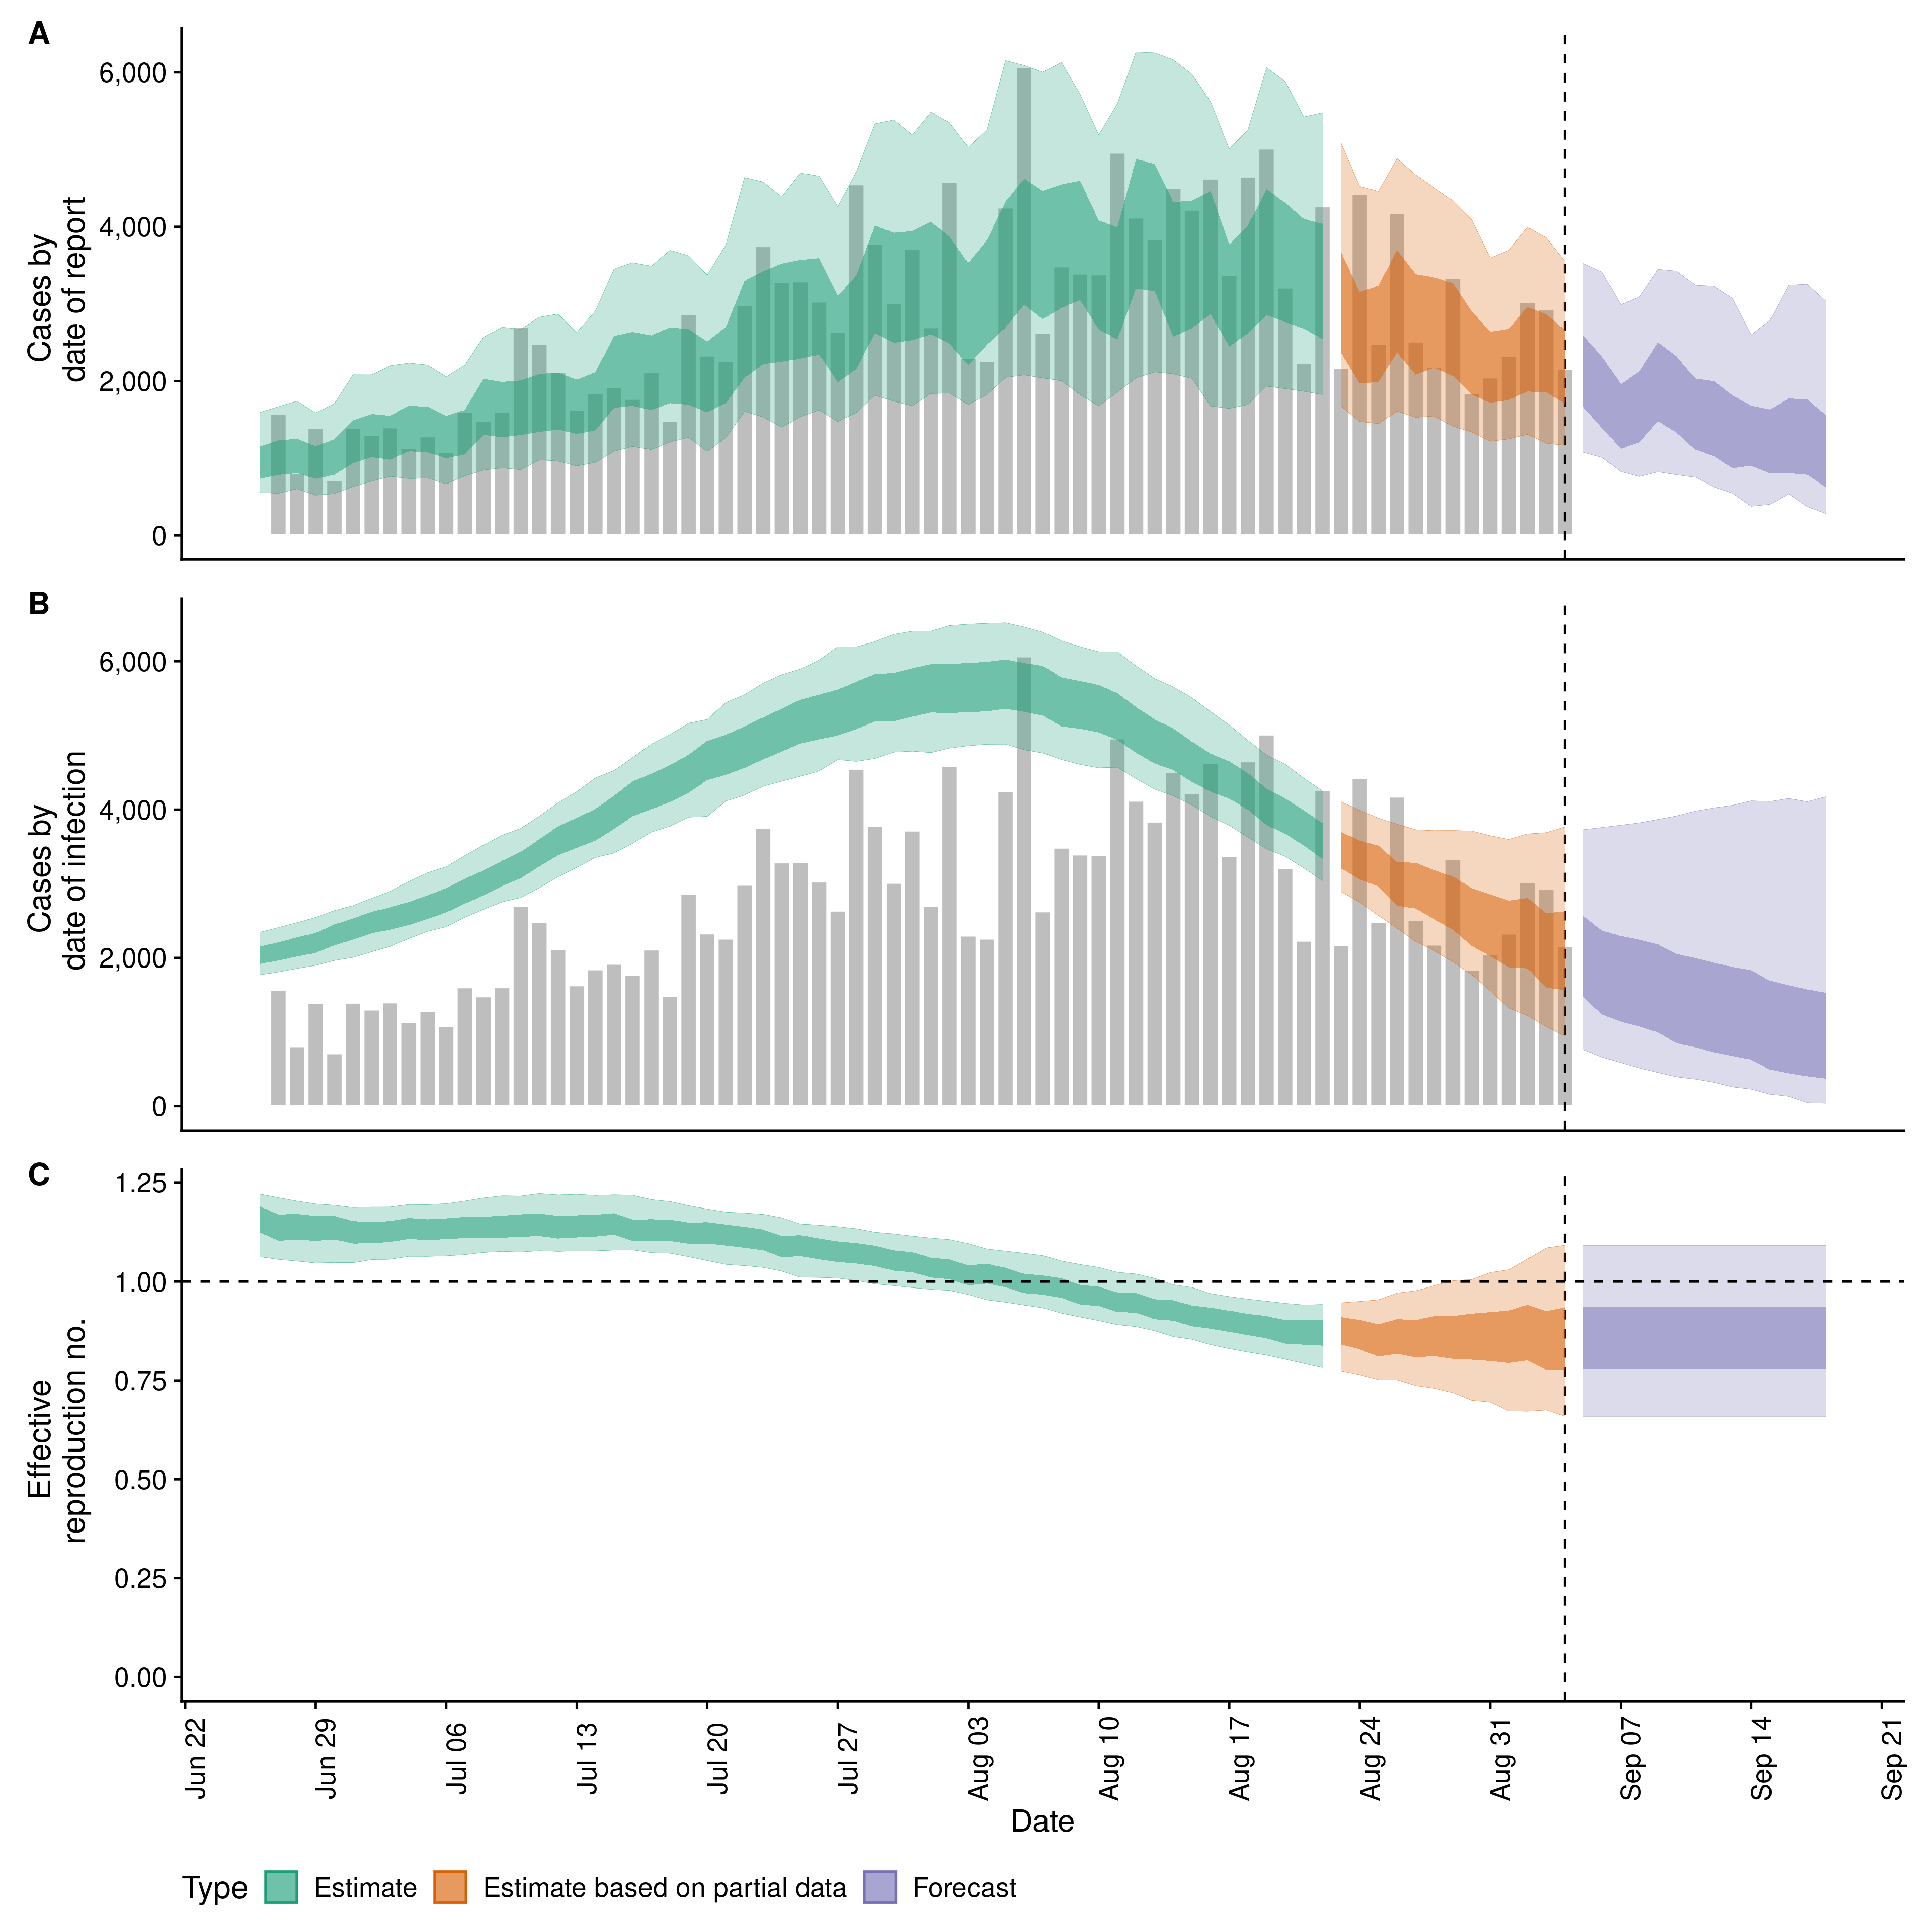 A
Cases by
date of report
6,000
4,000
2,000
0
B
Cases by
date of infection
6,000
4,000
2,000
0
C
Effective
reproduction no.
1.25
1.00
0.75
0.50
0.25
0.00
Jun 22
Jun 29
Jul 06
Jul 13
Jul 20
Jul 27
Aug 03
Aug 10
Aug 17
Aug 24
Aug 31
Sep 07
Sep 14
Sep 21
Date
Type Estimate Estimate based on partial data Forecast